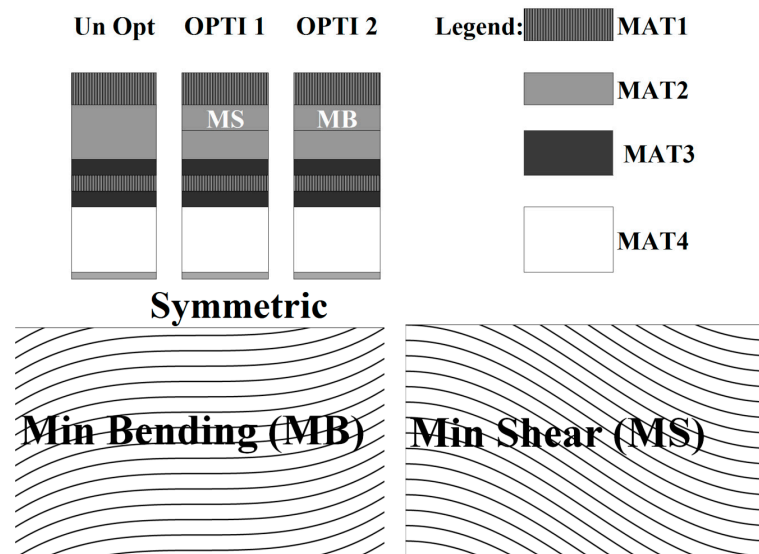 Un Opt OPTI 1 OPTI 2 Legend: MAT1
MS MB MAT2
MAT3
MAT4
Symmetric
Min Bending (MB) Min Shear (MS)